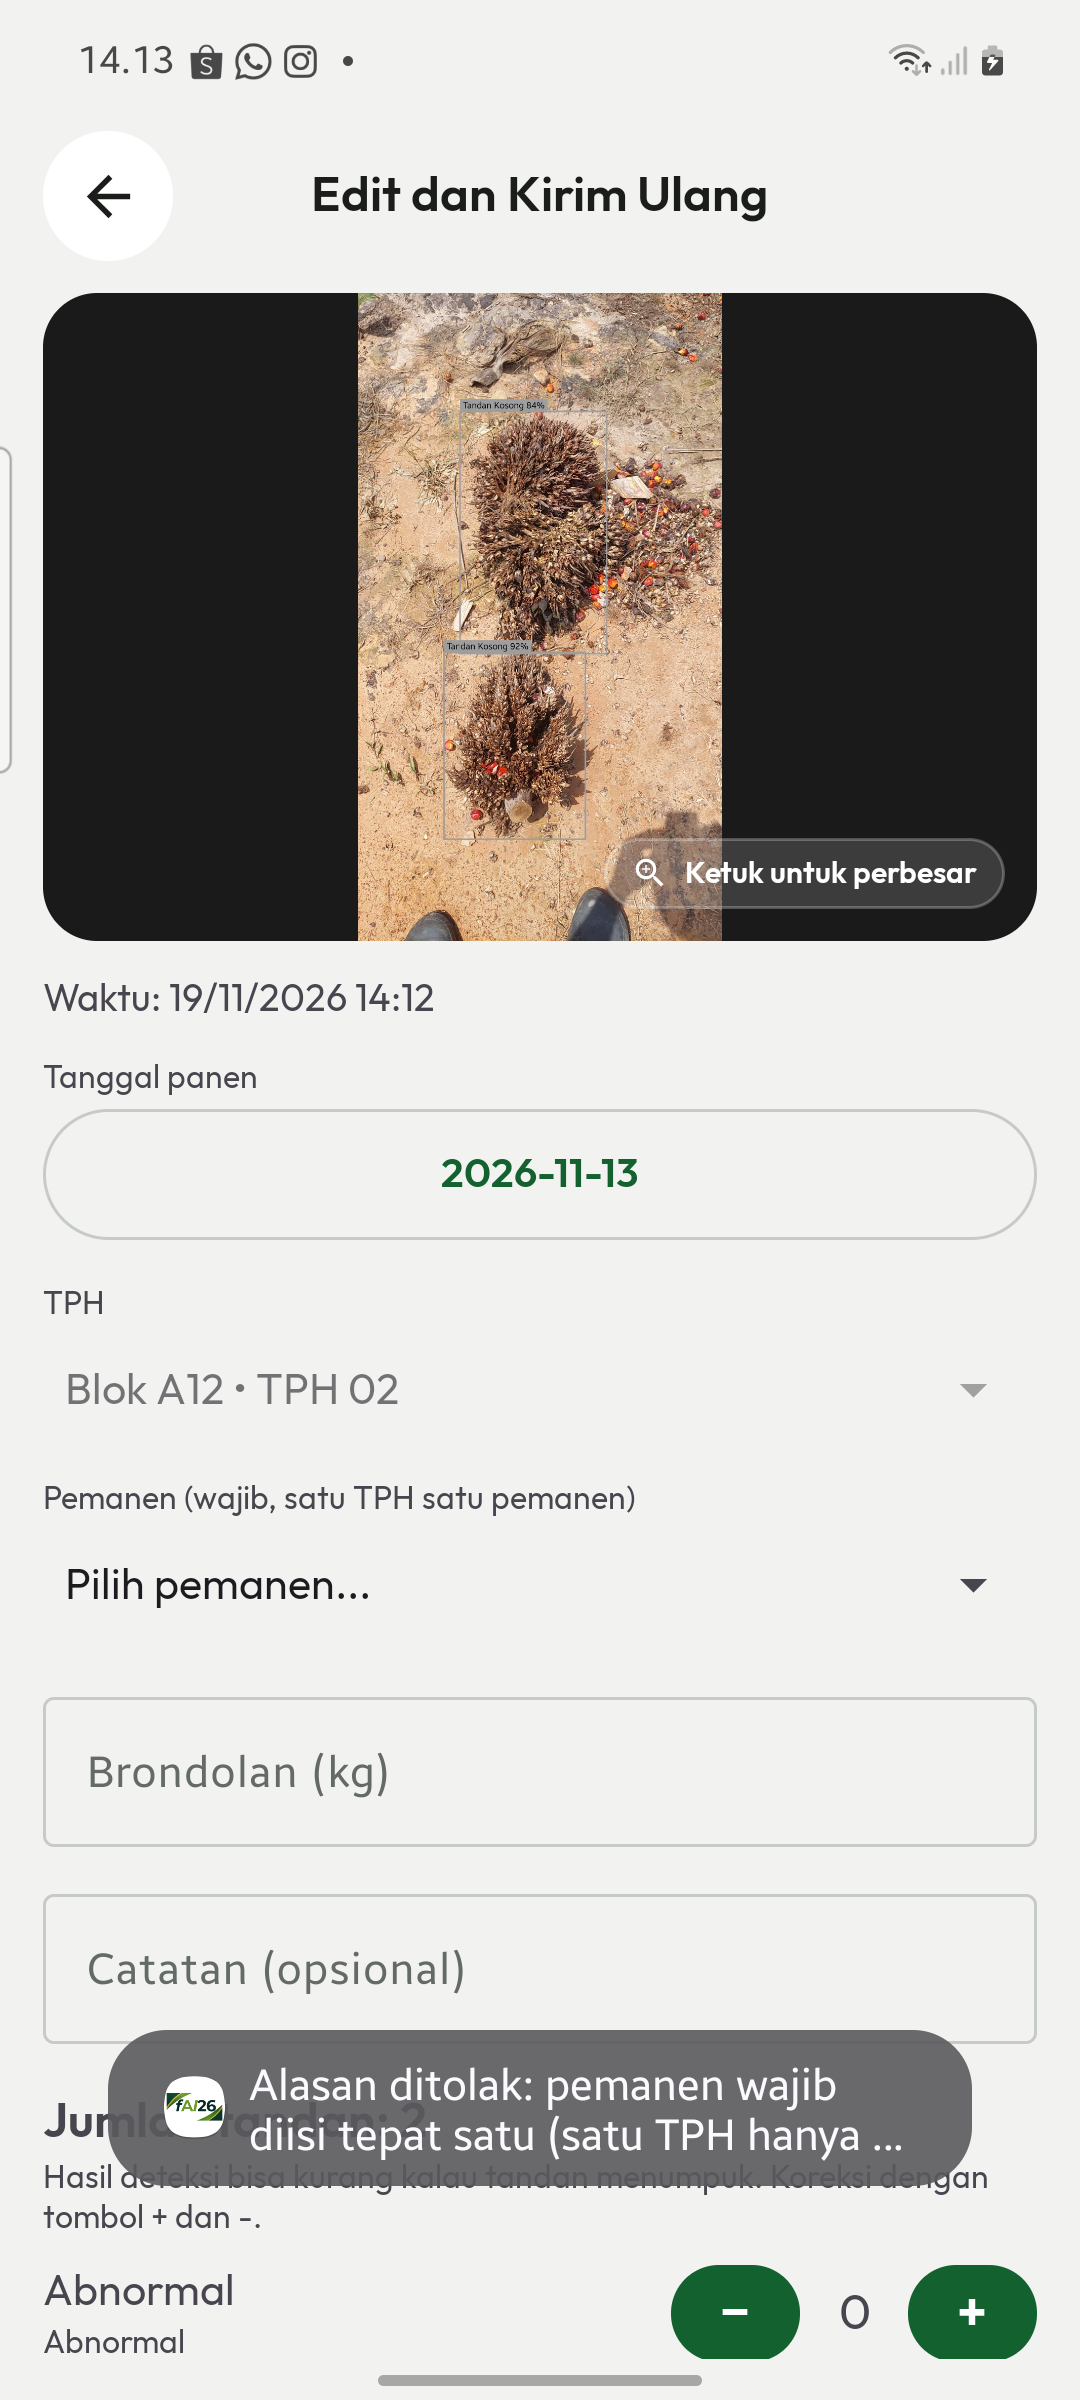 14.13
Edit dan Kirim Ulang
Tandan Kosong 84%
Tandan Kosong 92%
Ketuk untuk perbesar
Waktu: 19/11/2026 14:12
Tanggal panen
2026-11-13
TPH
Blok A12 • TPH 02
Pemanen (wajib, satu TPH satu pemanen)
Pilih pemanen...
Brondolan (kg)
Catatan (opsional)
fAI26
Alasan ditolak: pemanen wajib
diisi tepat satu (satu TPH hanya ...
Jumlah tandan: 2
Hasil deteksi bisa kurang kalau tandan menumpuk. Koreksi dengan
tombol + dan -.
Abnormal
− 0 +
Abnormal